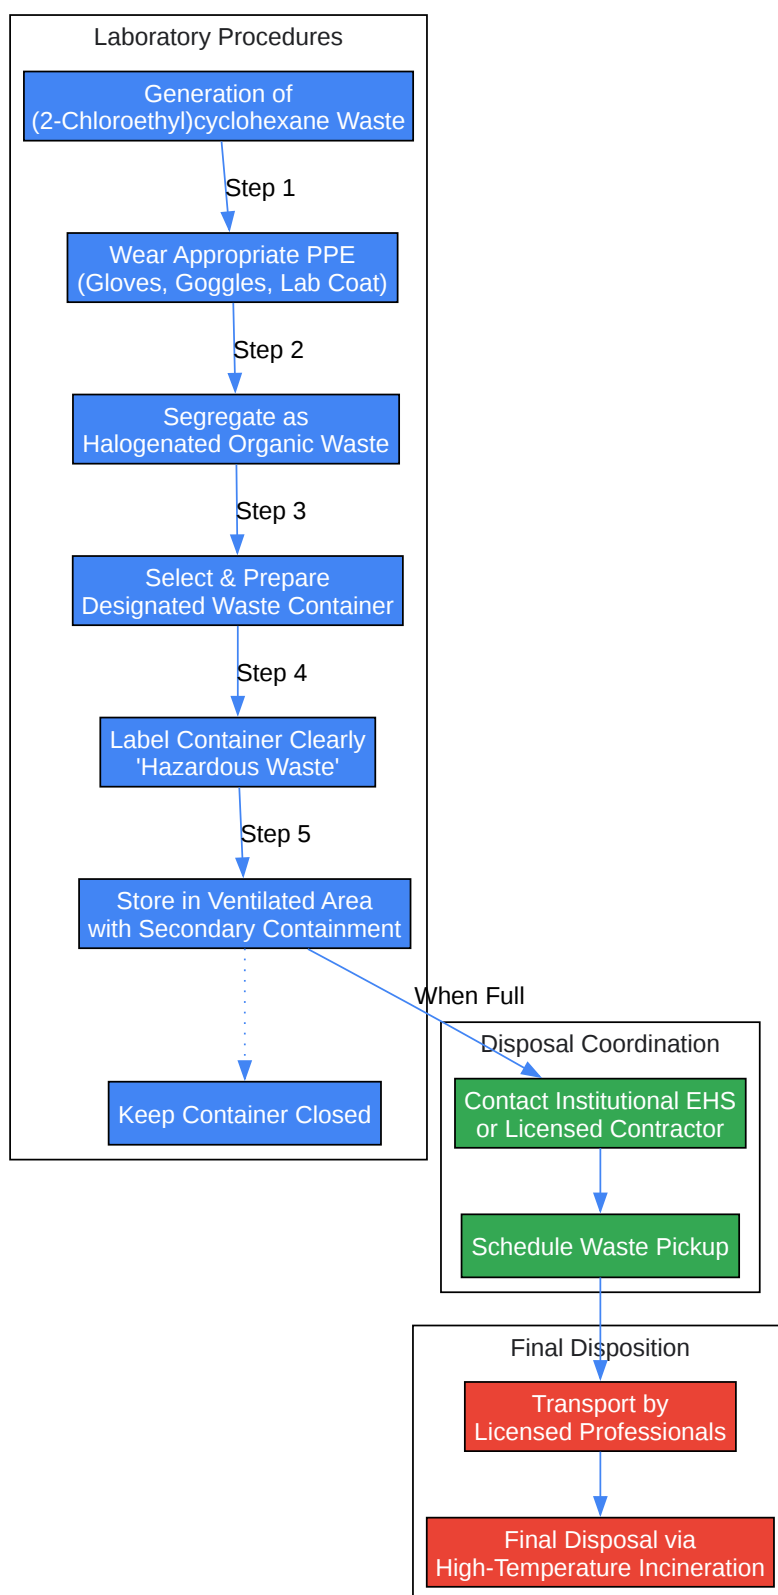 Laboratory Procedures
Generation of
(2-Chloroethyl)cyclohexane Waste
Step 1
Wear Appropriate PPE
(Gloves, Goggles, Lab Coat)
Step 2
Segregate as
Halogenated Organic Waste
Step 3
Select & Prepare
Designated Waste Container
Step 4
Label Container Clearly
'Hazardous Waste'
Step 5
Store in Ventilated Area
with Secondary Containment
When Full
Keep Container Closed
Disposal Coordination
Contact Institutional EHS
or Licensed Contractor
Schedule Waste Pickup
Final Disposition
Transport by
Licensed Professionals
Final Disposal via
High-Temperature Incineration